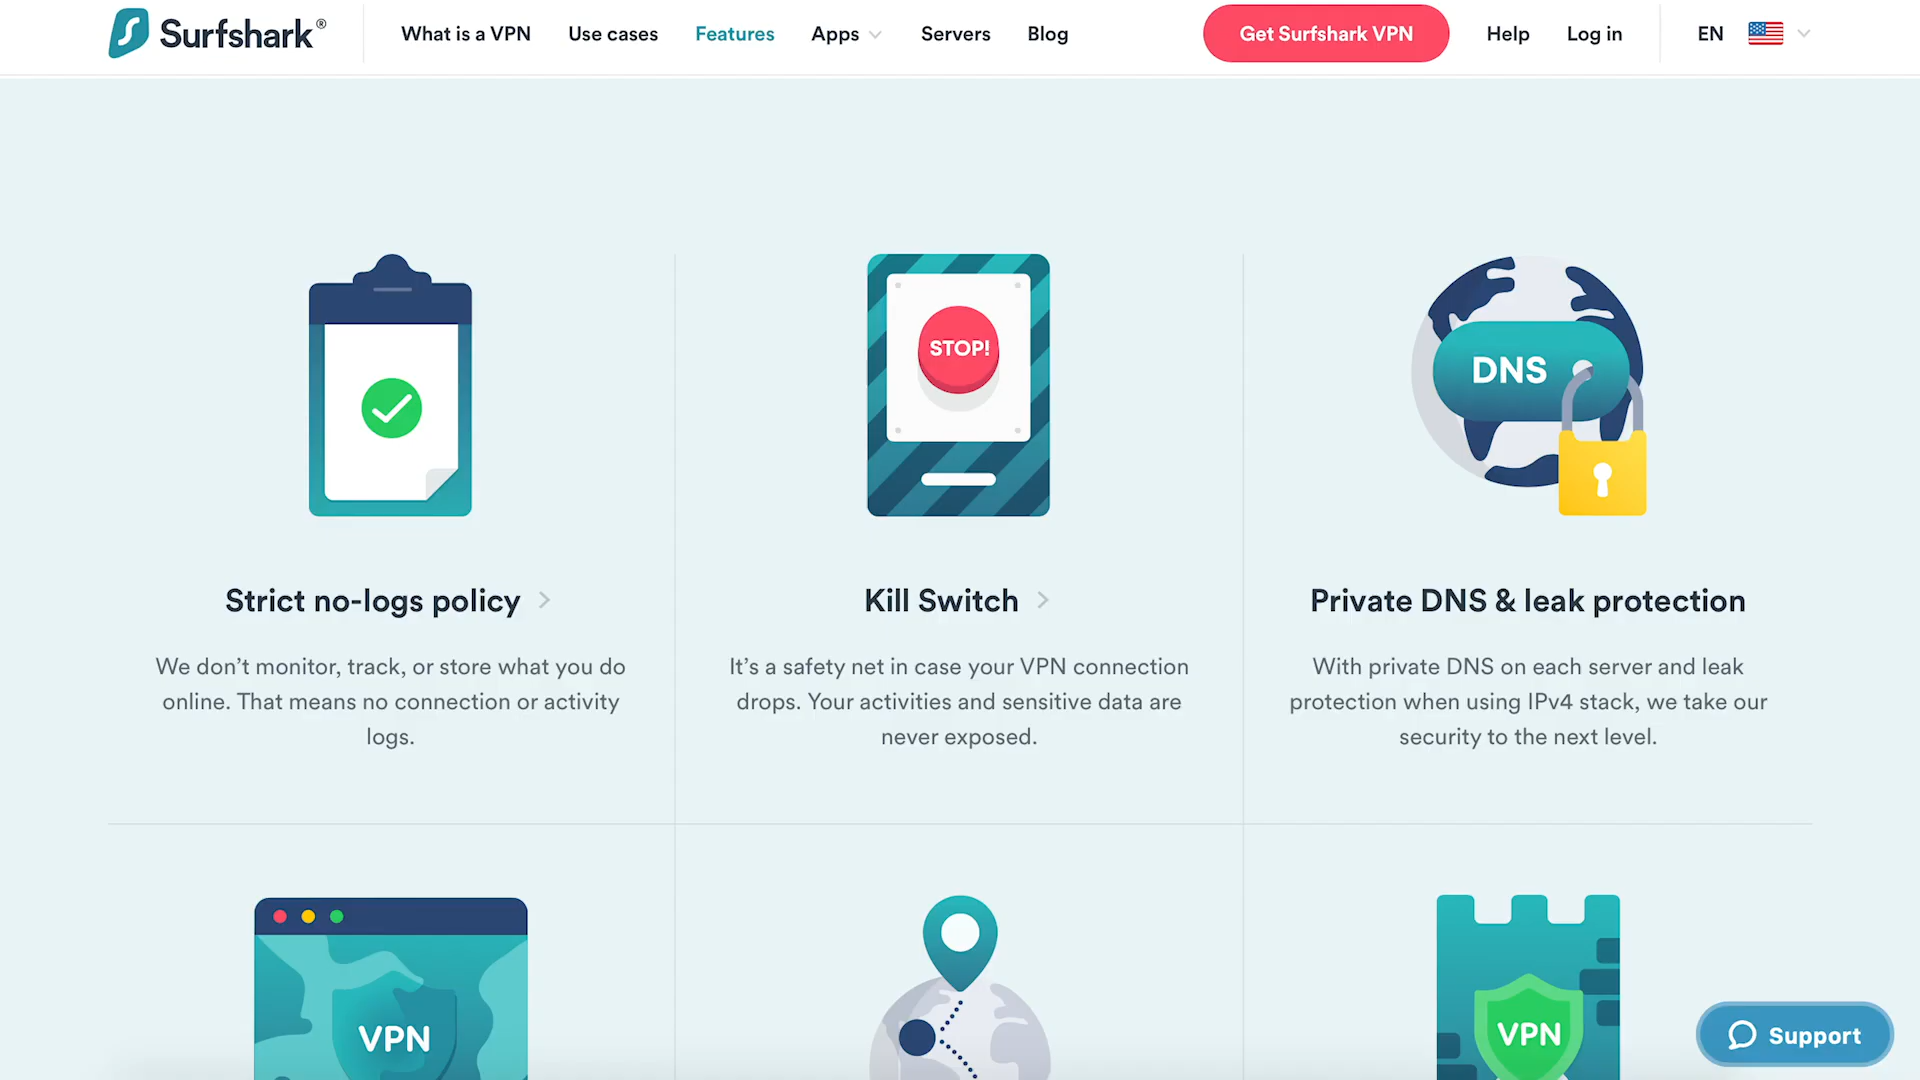 Surfshark®
What is a VPN
Use cases
Features
Apps
Servers
Blog
Get Surfshark VPN
Help
Log in
EN
STOP!
DNS
Strict no-logs policy
We don’t monitor, track, or store what you do
online. That means no connection or activity
logs.
Kill Switch
It’s a safety net in case your VPN connection
drops. Your activities and sensitive data are
never exposed.
Private DNS & leak protection
With private DNS on each server and leak
protection when using IPv4 stack, we take our
security to the next level.
VPN
VPN
Support